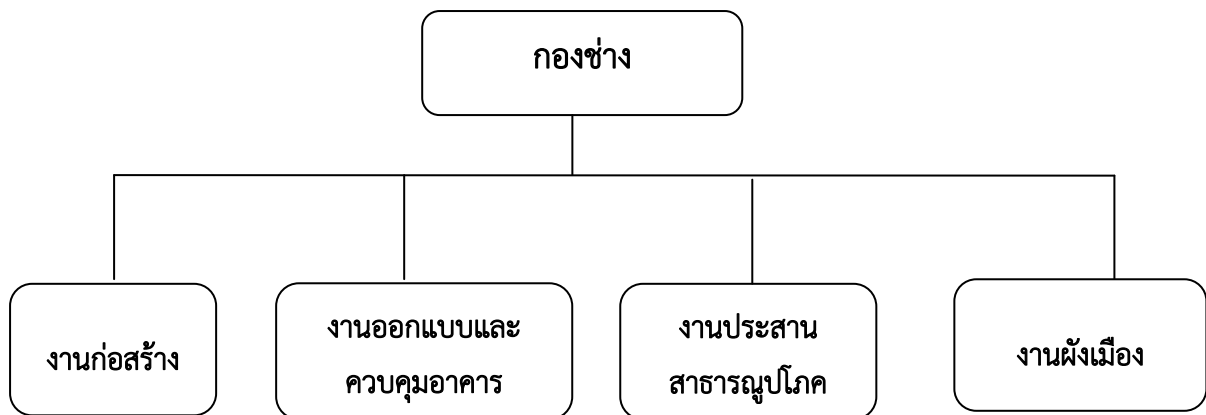 กองช่าง
งานก่อสร้าง
งานออกแบบและ
ควบคุมอาคาร
งานประสาน
สาธารณูปโภค
งานผังเมือง